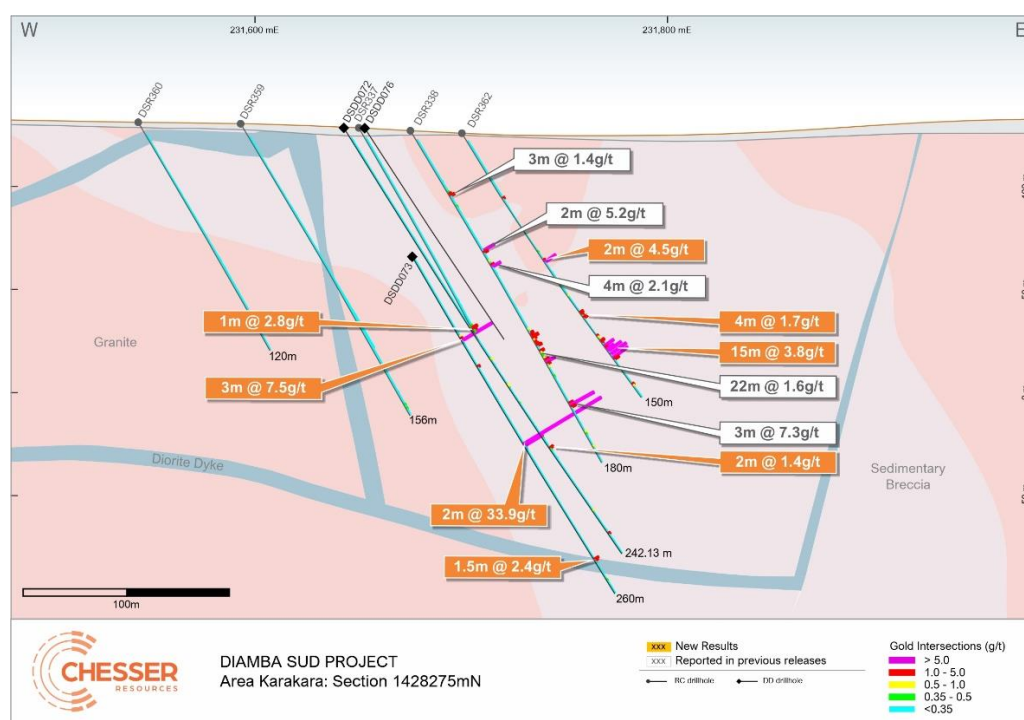 W
231,600 mE
231,800 mE
E
DSR360
DSR359
DSDD072
DSR337
DSDD076
DSR338
DSR362
3m @ 1.4g/t
2m @ 5.2g/t
2m @ 4.5g/t
4m @ 2.1g/t
DSDD073
1m @ 2.8g/t
4m @ 1.7g/t
Granite
120m
15m @ 3.8g/t
3m @ 7.5g/t
22m @ 1.6g/t
156m
150m
3m @ 7.3g/t
Diorite Dyke
180m
2m @ 1.4g/t
Sedimentary
Breccia
2m @ 33.9g/t
242.13 m
1.5m @ 2.4g/t
260m
100m
CHESSER
RESOURCES
DIAMBA SUD PROJECT
Area Karakara: Section 1428275mN
xxx New Results
xxx Reported in previous releases
RC drillhole
DD drillhole
Gold Intersections (g/t)
> 5.0
1.0 - 5.0
0.5 - 1.0
0.35 - 0.5
<0.35